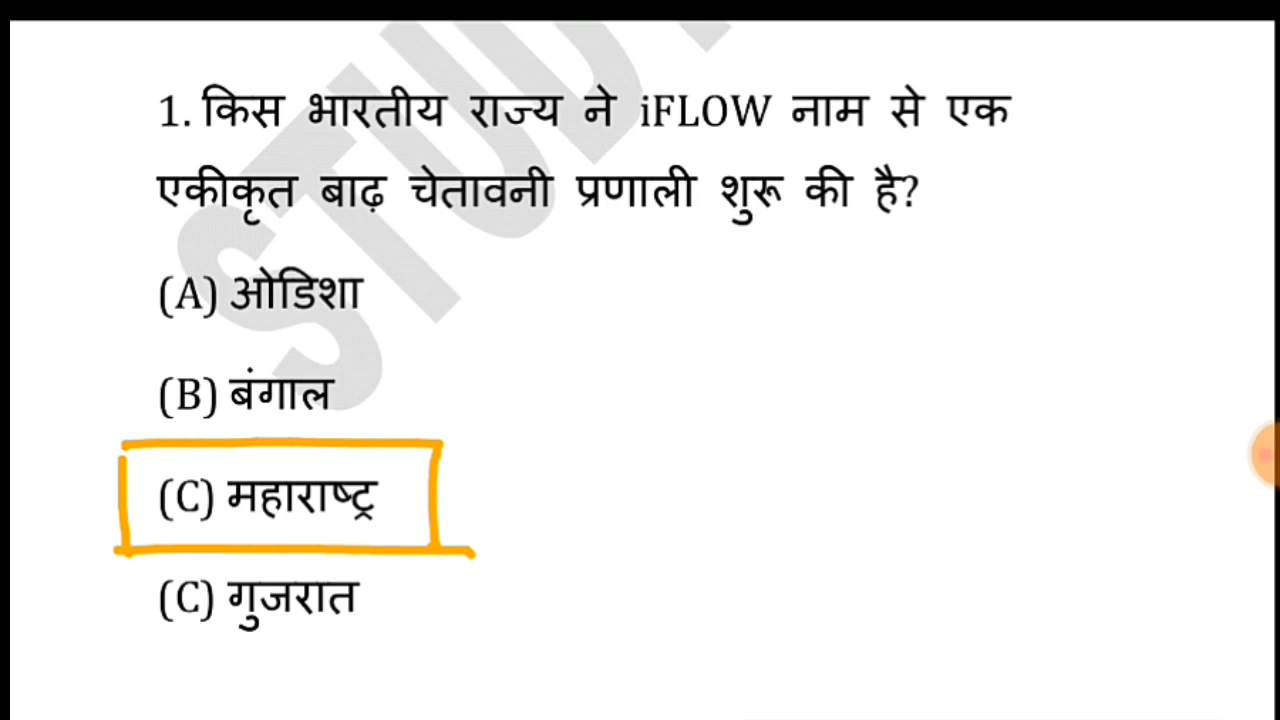 1. किस भारतीय राज्य ने iFLOW नाम से एक
एकीकृत बाढ़ चेतावनी प्रणाली शुरू की है?
(A) ओडिशा
(B) बंगाल
(C) महाराष्ट्र
(C) गुजरात